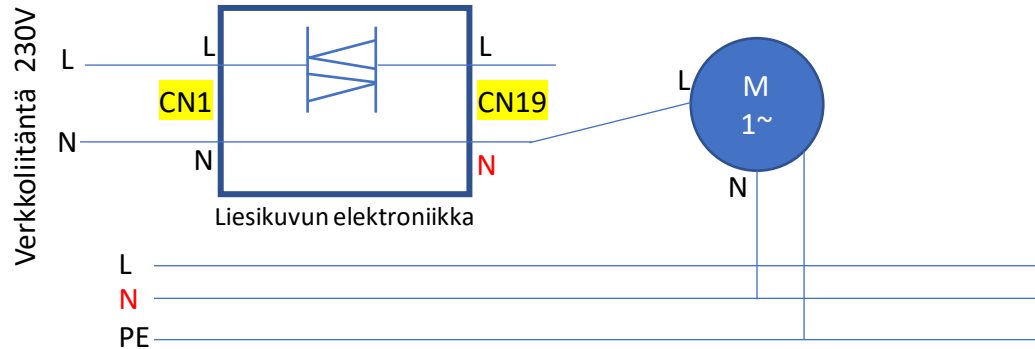 Verkkoliitäntä 230V
L
L
L
CN1
CN19
N
N
N
Liesikuvun elektroniikka
L
M
1~
N
L
N
PE